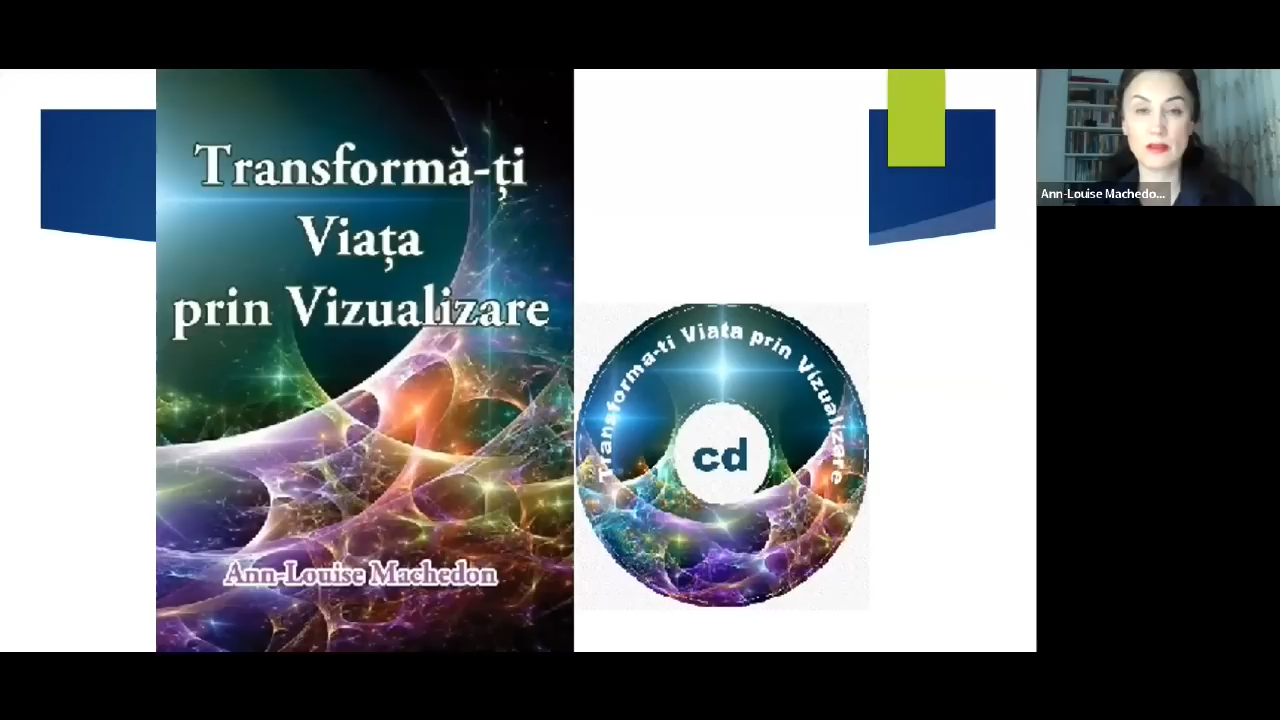 Transformă-ți
Viața
prin Vizualizare
Ann-Louise Machedon
Transforma-ti Viata prin Vizualizare
cd
Ann-Louise Machedo...